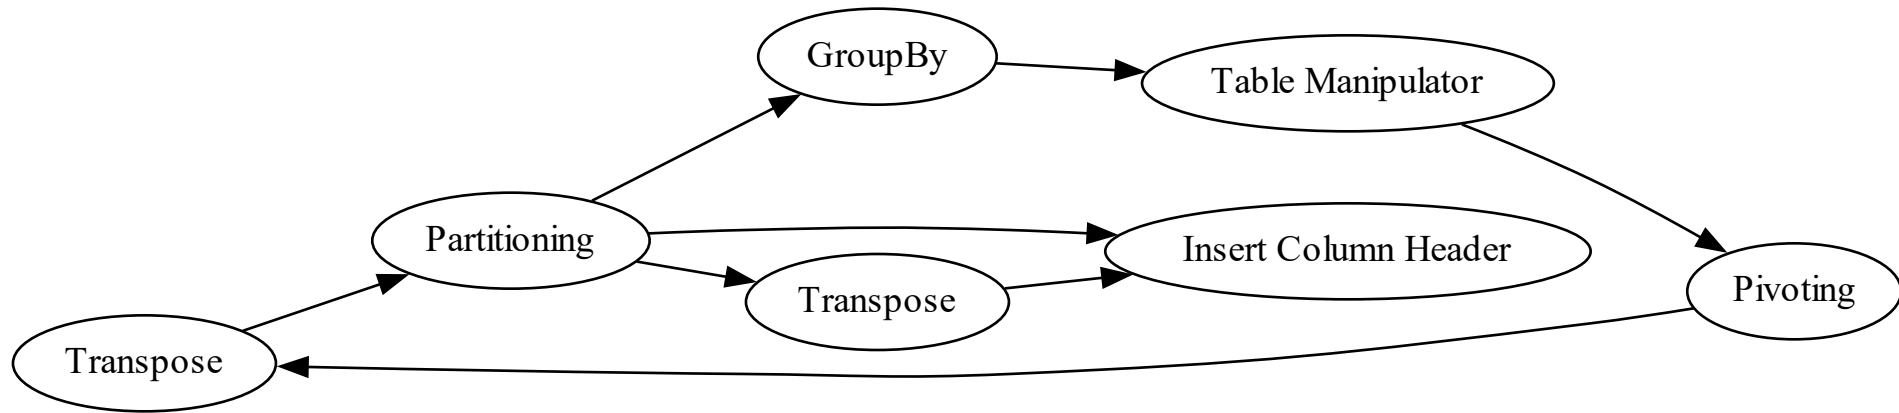 GroupBy
Table Manipulator
Partitioning
Insert Column Header
Transpose
Pivoting
Transpose